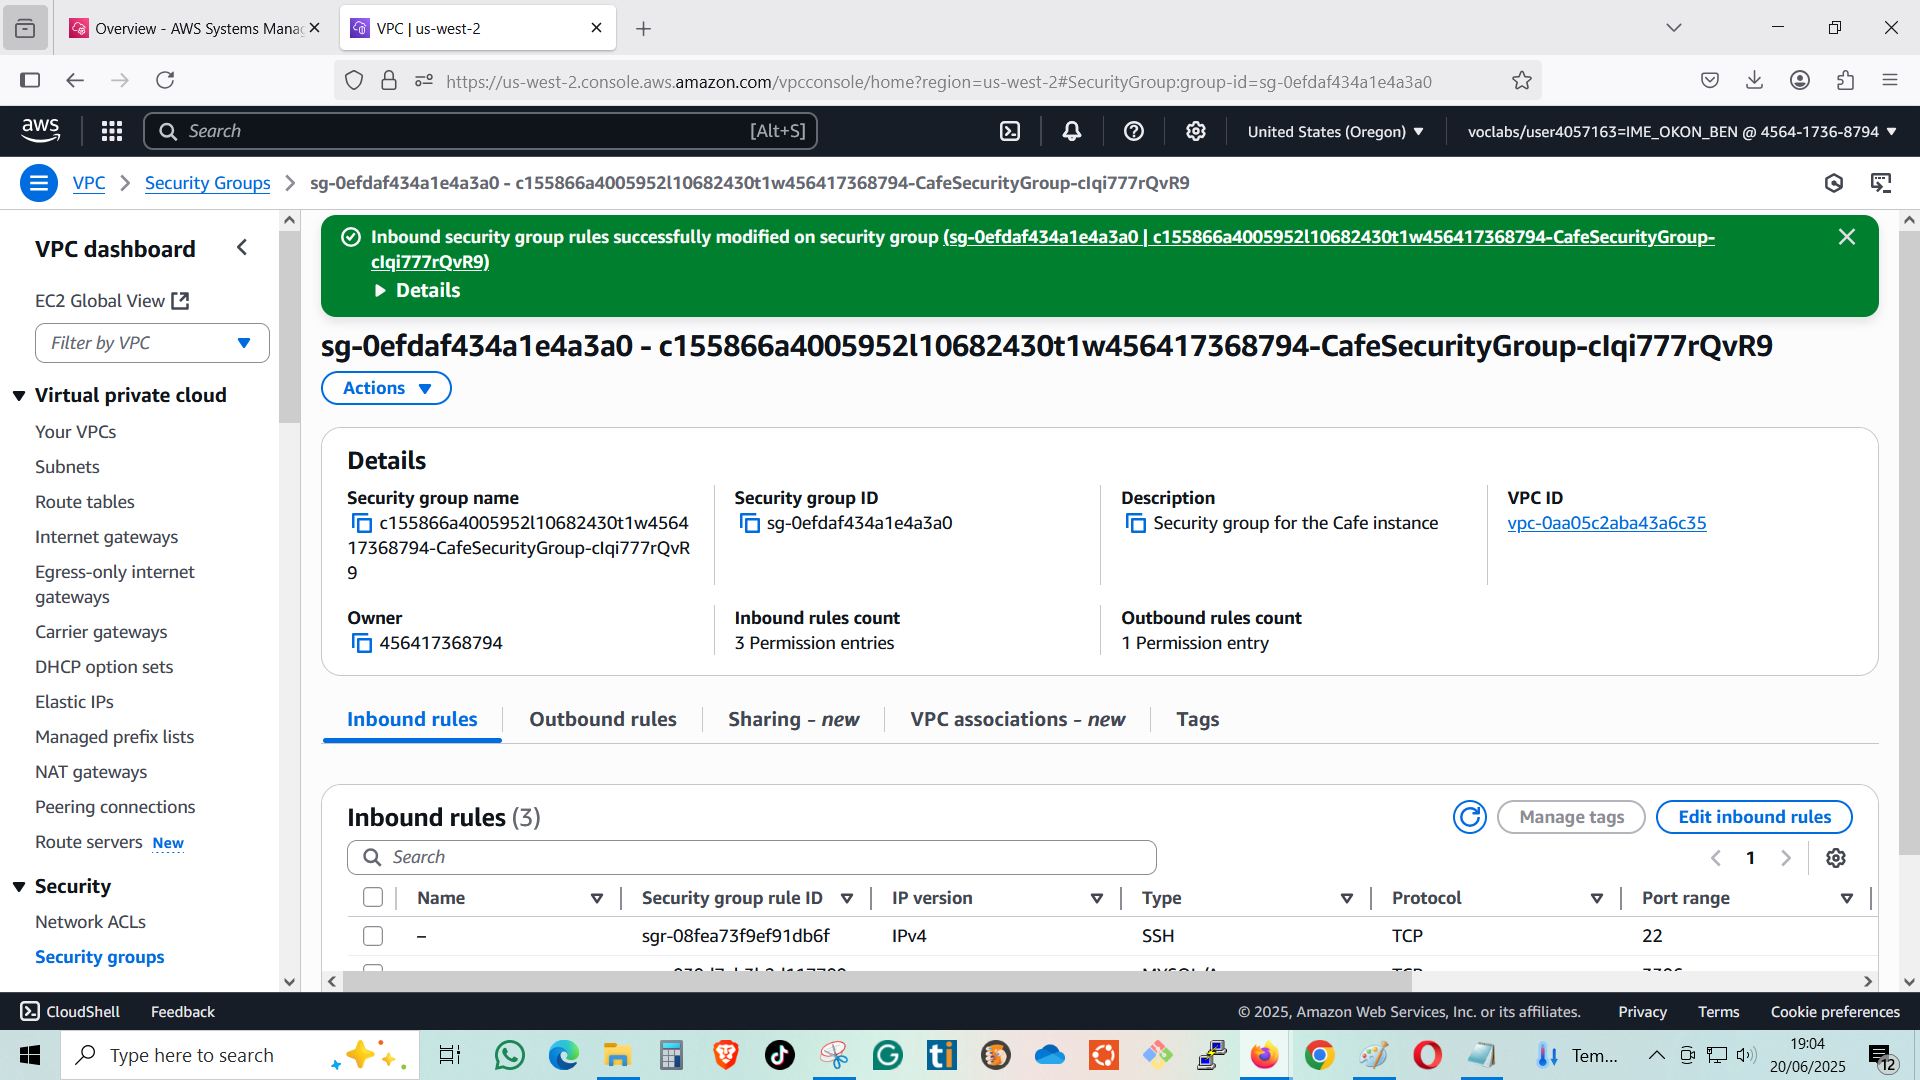 Overview - AWS Systems Mana
VPC | us-west-2
https://us-west-2.console.aws.amazon.com/vpcconsole/home?region=us-west-2#SecurityGroup:group-id=sg-0efdaf434a1e4a3a0
aws
Search
[Alt+S]
United States (Oregon)
voclabs/user4057163=IME_OKON_BEN @ 4564-1736-8794
VPC
Security Groups
sg-0efdaf434a1e4a3a0 - c155866a4005952l10682430t1w456417368794-CafeSecurityGroup-cIqi777rQvR9
VPC dashboard
EC2 Global View
Filter by VPC
Virtual private cloud
Your VPCs
Subnets
Route tables
Internet gateways
Egress-only internet
gateways
Carrier gateways
DHCP option sets
Elastic IPs
Managed prefix lists
NAT gateways
Peering connections
Route servers New
Security
Network ACLs
Security groups
Inbound security group rules successfully modified on security group (sg-0efdaf434a1e4a3a0 | c155866a4005952l10682430t1w456417368794-CafeSecurityGroup-
cIqi777rQvR9)
Details
sg-0efdaf434a1e4a3a0 - c155866a4005952l10682430t1w456417368794-CafeSecurityGroup-cIqi777rQvR9
Actions
Details
Security group name
c155866a4005952l10682430t1w4564
17368794-CafeSecurityGroup-cIqi777rQvR
9
Security group ID
sg-0efdaf434a1e4a3a0
Description
Security group for the Cafe instance
VPC ID
vpc-0aa05c2aba43a6c35
Owner
456417368794
Inbound rules count
3 Permission entries
Outbound rules count
1 Permission entry
Inbound rules
Outbound rules
Sharing - new
VPC associations - new
Tags
Inbound rules (3)
Manage tags
Edit inbound rules
Search
1
Name
Security group rule ID
IP version
Type
Protocol
Port range
–
sgr-08fea73f9ef91db6f
IPv4
SSH
TCP
22
CloudShell
Feedback
© 2025, Amazon Web Services, Inc. or its affiliates.
Privacy
Terms
Cookie preferences
Type here to search
Tem...
19:04
20/06/2025
12